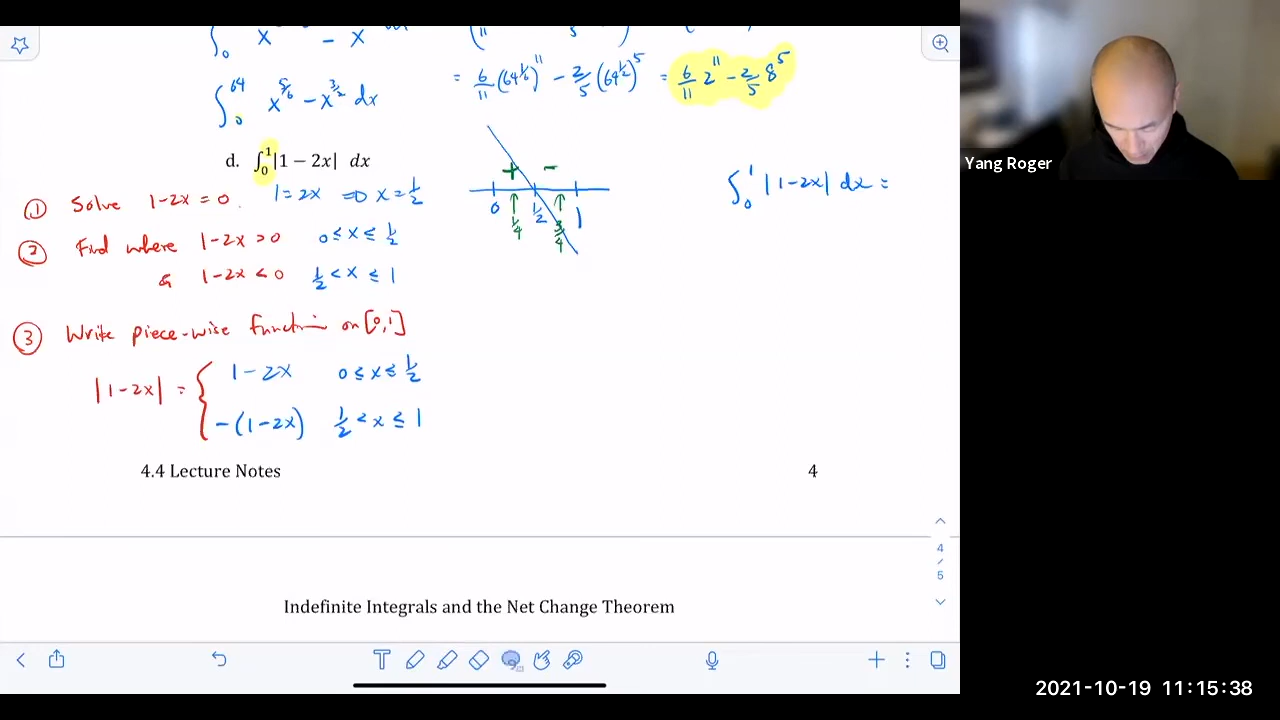 ∫₀ x - x dx
∫₀⁶⁴ x^(5/6) - x^(3/2) dx
= 6/11 (64^(1/6))^11 - 2/5 (64^(1/2))^5 = 6/11 2^11 - 2/5 8^5
d. ∫₀¹|1 − 2x| dx
① Solve 1-2x = 0. 1 = 2x ⇒ x = 1/2
② Find where 1-2x > 0 0 ≤ x ≤ 1/2
& 1-2x < 0 1/2 < x ≤ 1
+ -
0 1/4 1/2 3/4 1
∫₀¹ |1-2x| dx =
③ Write piece-wise function on [0,1]
|1-2x| = { 1-2x 0 ≤ x ≤ 1/2
-(1-2x) 1/2 < x ≤ 1
4.4 Lecture Notes 4
Indefinite Integrals and the Net Change Theorem
4
/
5
T
Yang Roger
2021-10-19 11:15:38